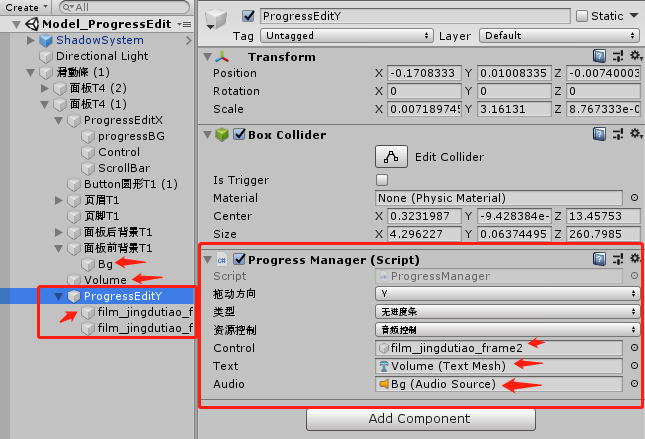 Create
All
Model_ProgressEdit
ShadowSystem
Directional Light
滑動條 (1)
面板T4 (2)
面板T4 (1)
ProgressEditX
progressBG
Control
ScrollBar
Button圆形T1 (1)
页眉T1
页脚T1
面板后背景T1
面板前背景T1
Bg
Volume
ProgressEditY
film_jingdutiao_f
film_jingdutiao_f
ProgressEditY Static
Tag Untagged Layer Default
Transform
Position X -0.1708333 Y 0.01008335 Z -0.00740003
Rotation X 0 Y 0 Z 0
Scale X 0.007189745 Y 3.16131 Z 8.767333e-0
Box Collider
Edit Collider
Is Trigger
Material None (Physic Material)
Center X 0.3231987 Y -9.428384e- Z 13.45753
Size X 4.296227 Y 0.06374495 Z 260.7985
Progress Manager (Script)
Script ProgressManager
拖动方向 Y
类型 无进度条
资源控制 音频控制
Control film_jingdutiao_frame2
Text Volume (Text Mesh)
Audio Bg (Audio Source)
Add Component